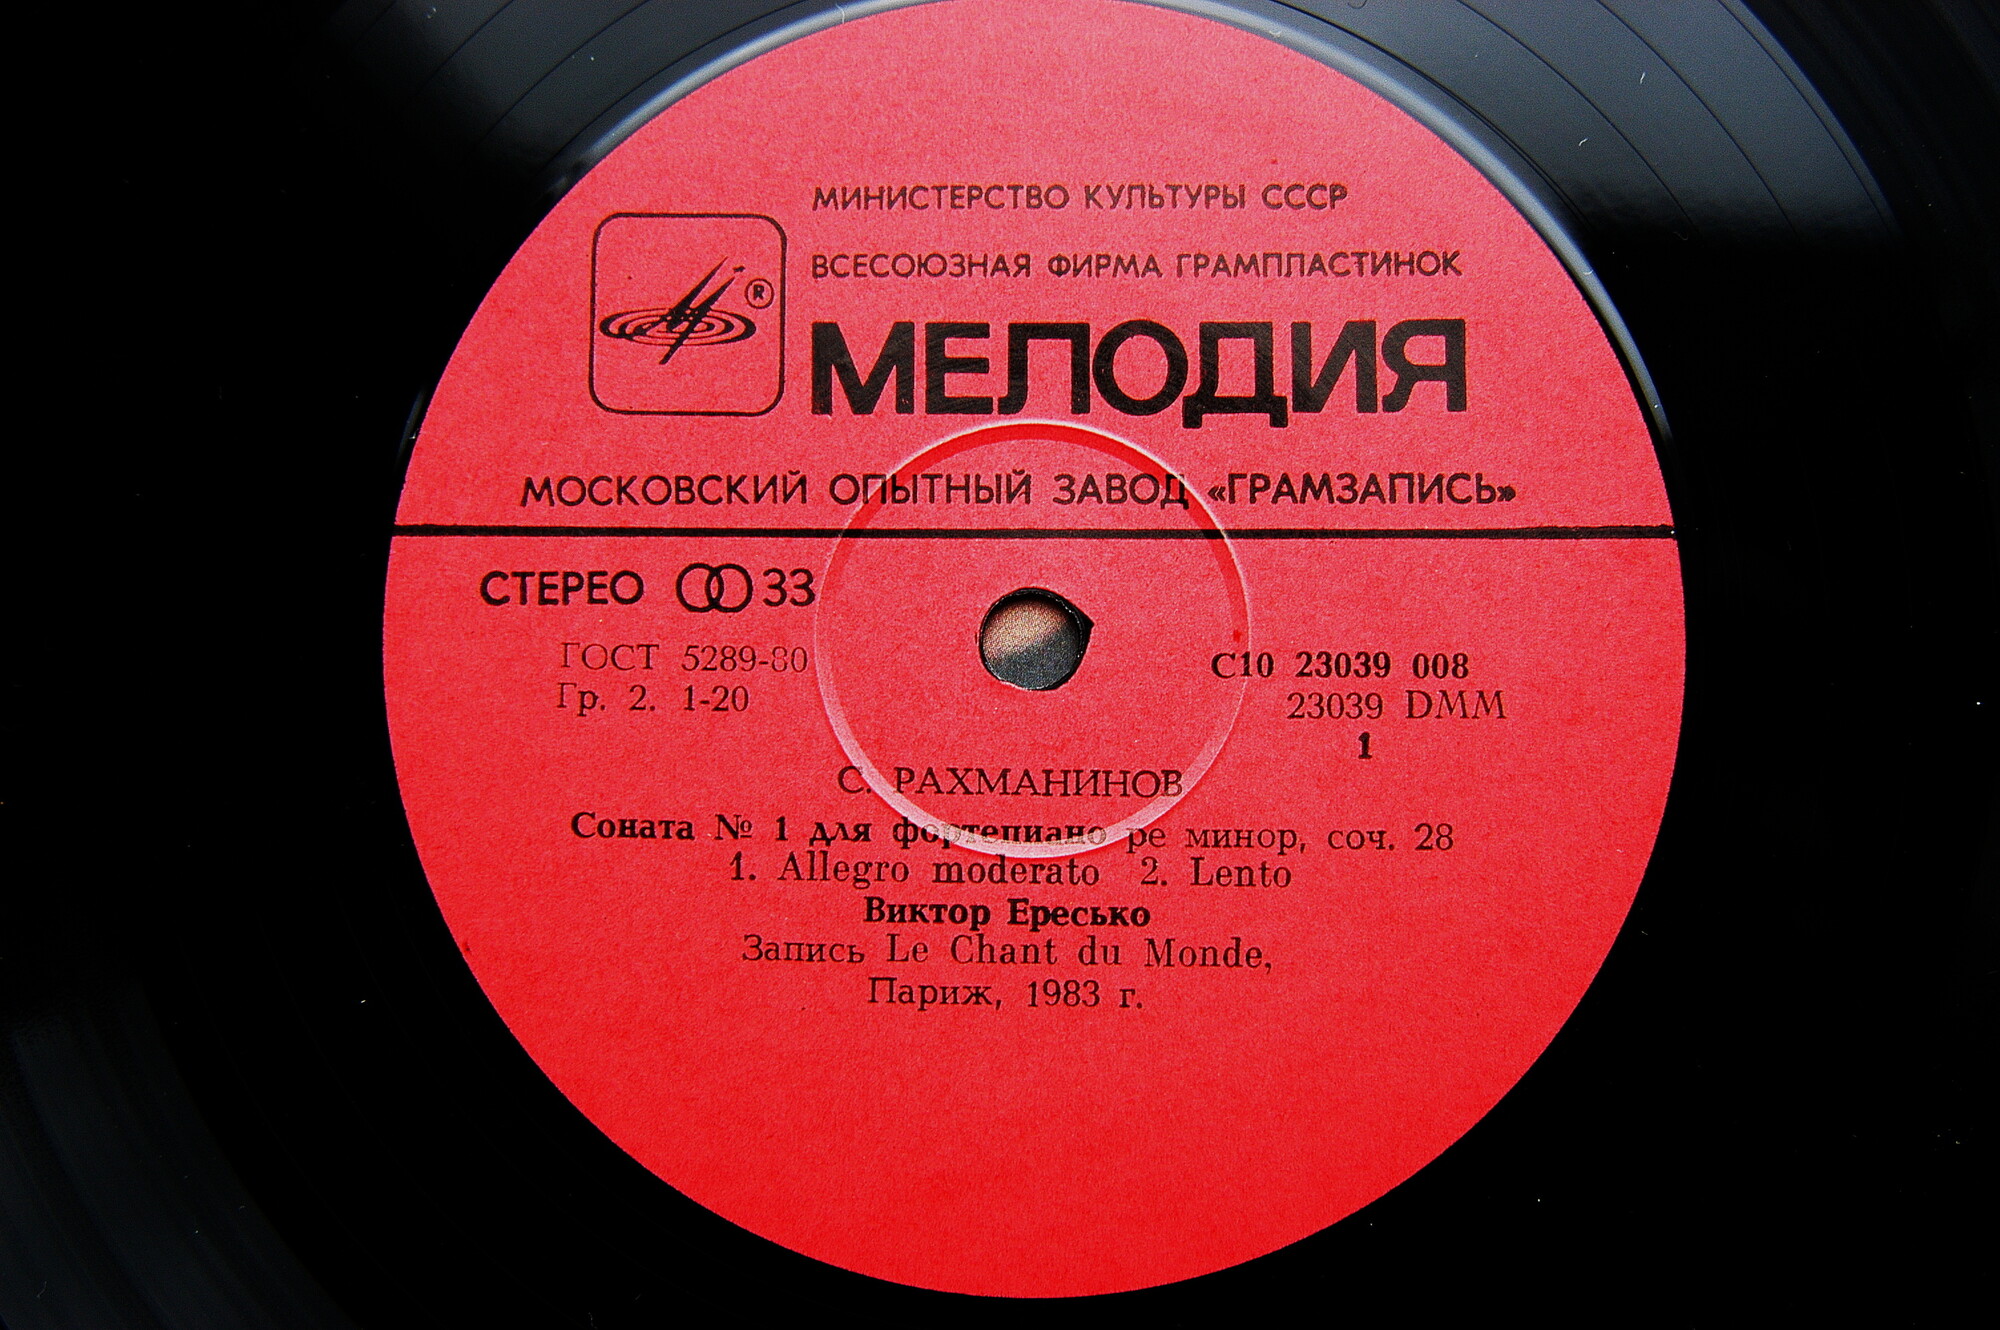 МИНИСТЕРСТВО КУЛЬТУРЫ СССР
ВСЕСОЮЗНАЯ ФИРМА ГРАМПЛАСТИНОК
®
МЕЛОДИЯ
МОСКОВСКИЙ ОПЫТНЫЙ ЗАВОД «ГРАМЗАПИСЬ»
СТЕРЕО 33
ГОСТ 5289-80
Гр. 2. 1-20
С10 23039 008
23039 DMM
1
С. РАХМАНИНОВ
Соната № 1 для фортепиано ре минор, соч. 28
1. Allegro moderato 2. Lento
Виктор Ересько
Запись Le Chant du Monde,
Париж, 1983 г.